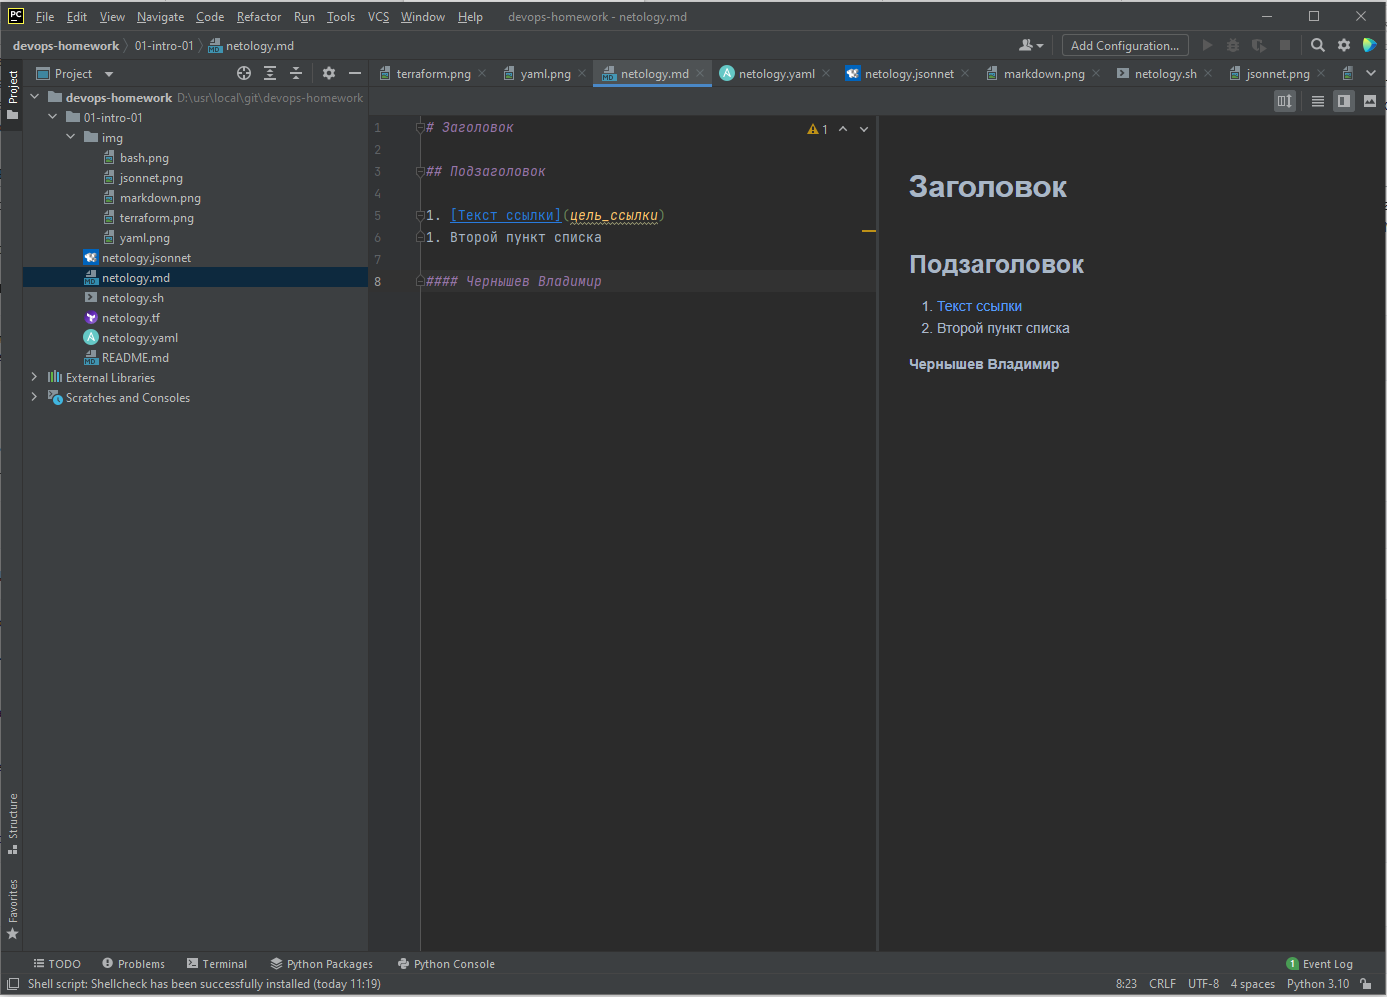 PC File Edit View Navigate Code Refactor Run Tools VCS Window Help devops-homework - netology.md
devops-homework 01-intro-01 netology.md Add Configuration...
Project
Project terraform.png yaml.png netology.md netology.yaml netology.jsonnet markdown.png netology.sh jsonnet.png
devops-homework D:\usr\local\git\devops-homework
01-intro-01
img
bash.png
jsonnet.png
markdown.png
terraform.png
yaml.png
netology.jsonnet
netology.md
netology.sh
netology.tf
netology.yaml
README.md
External Libraries
Scratches and Consoles
1 # Заголовок
2
3 ## Подзаголовок
4
5 1. [Текст ссылки](цель_ссылки)
6 1. Второй пункт списка
7
8 #### Чернышев Владимир
1
Заголовок
Подзаголовок
1. Текст ссылки
2. Второй пункт списка
Чернышев Владимир
Structure
Favorites
TODO Problems Terminal Python Packages Python Console 1 Event Log
Shell script: Shellcheck has been successfully installed (today 11:19) 8:23 CRLF UTF-8 4 spaces Python 3.10